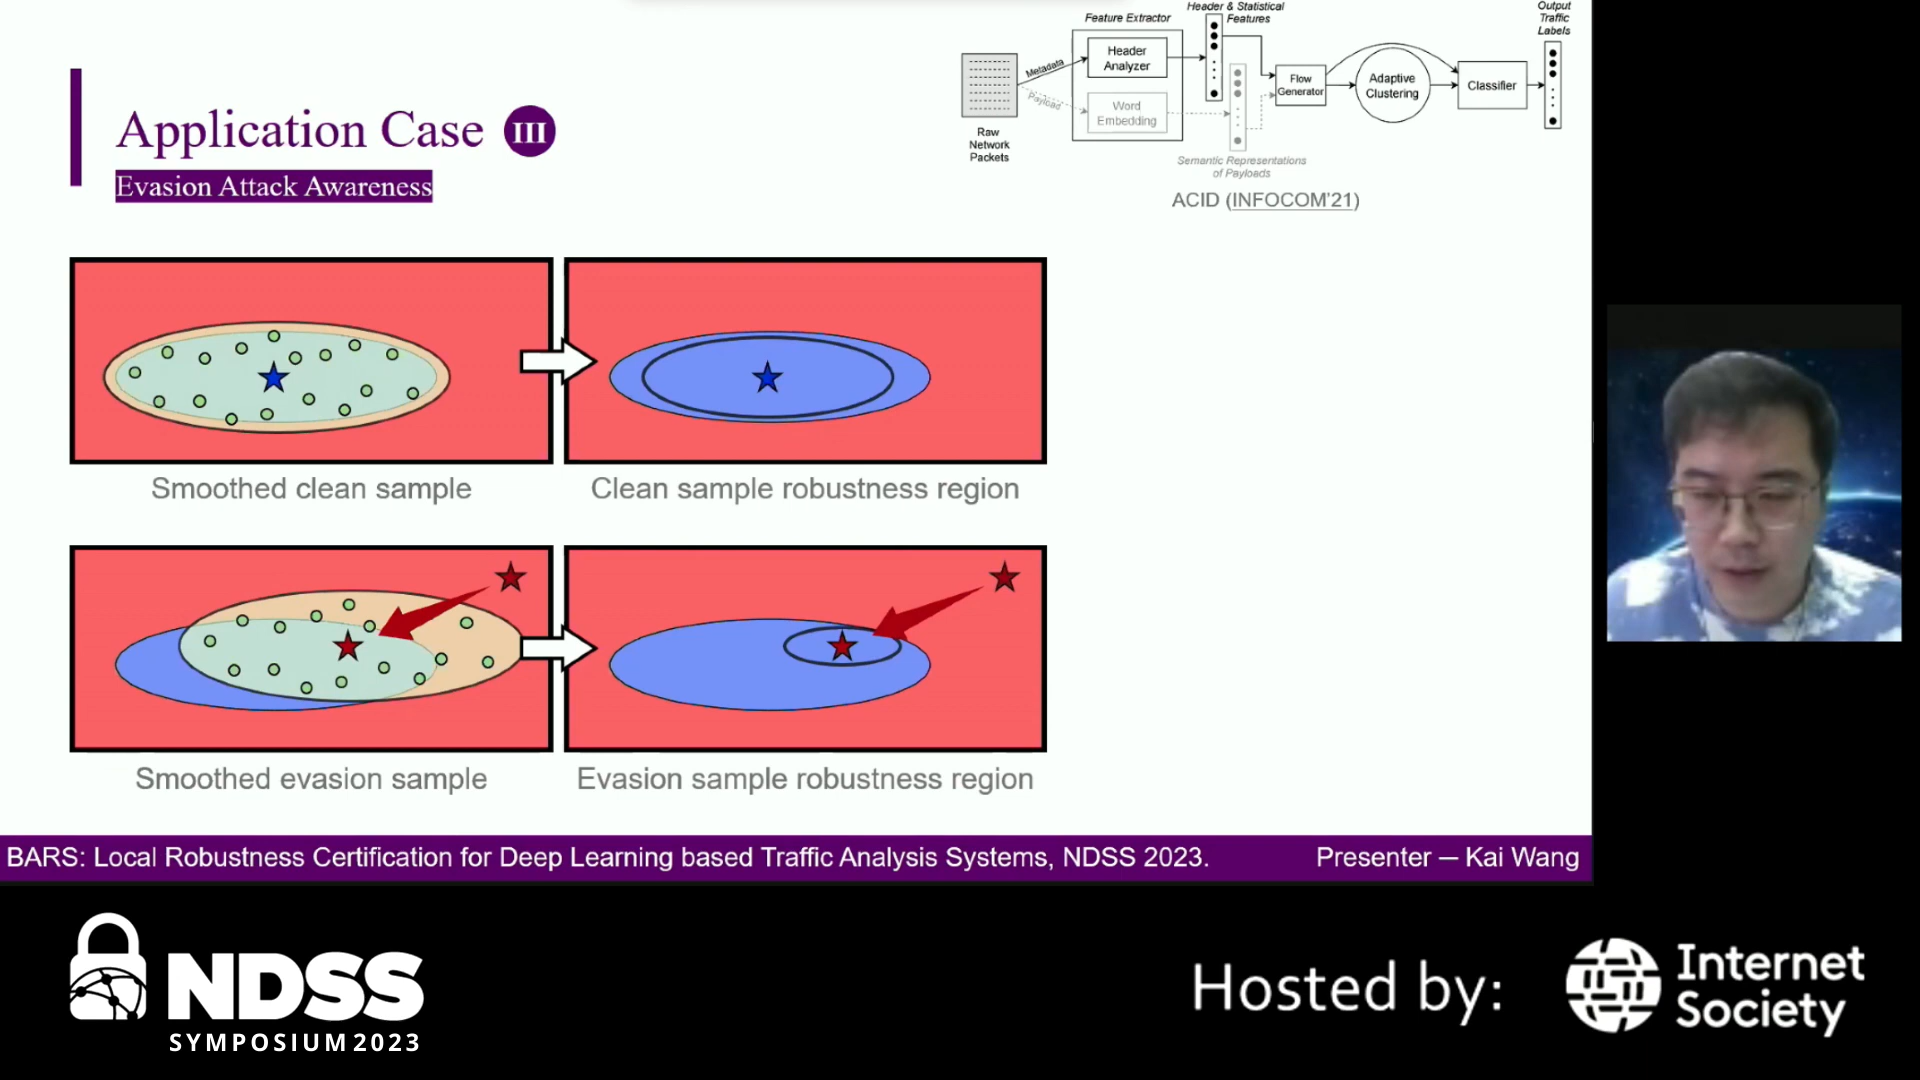 Application Case III
Evasion Attack Awareness
Feature Extractor
Header & Statistical
Features
Output
Traffic
Labels
Metadata
Header
Analyzer
Payload
Word
Embedding
Raw
Network
Packets
Flow
Generator
Adaptive
Clustering
Classifier
Semantic Representations
of Payloads
ACID (INFOCOM'21)
Smoothed clean sample
Clean sample robustness region
Smoothed evasion sample
Evasion sample robustness region
BARS: Local Robustness Certification for Deep Learning based Traffic Analysis Systems, NDSS 2023.
Presenter — Kai Wang
NDSS
SYMPOSIUM 2023
Hosted by:
Internet
Society